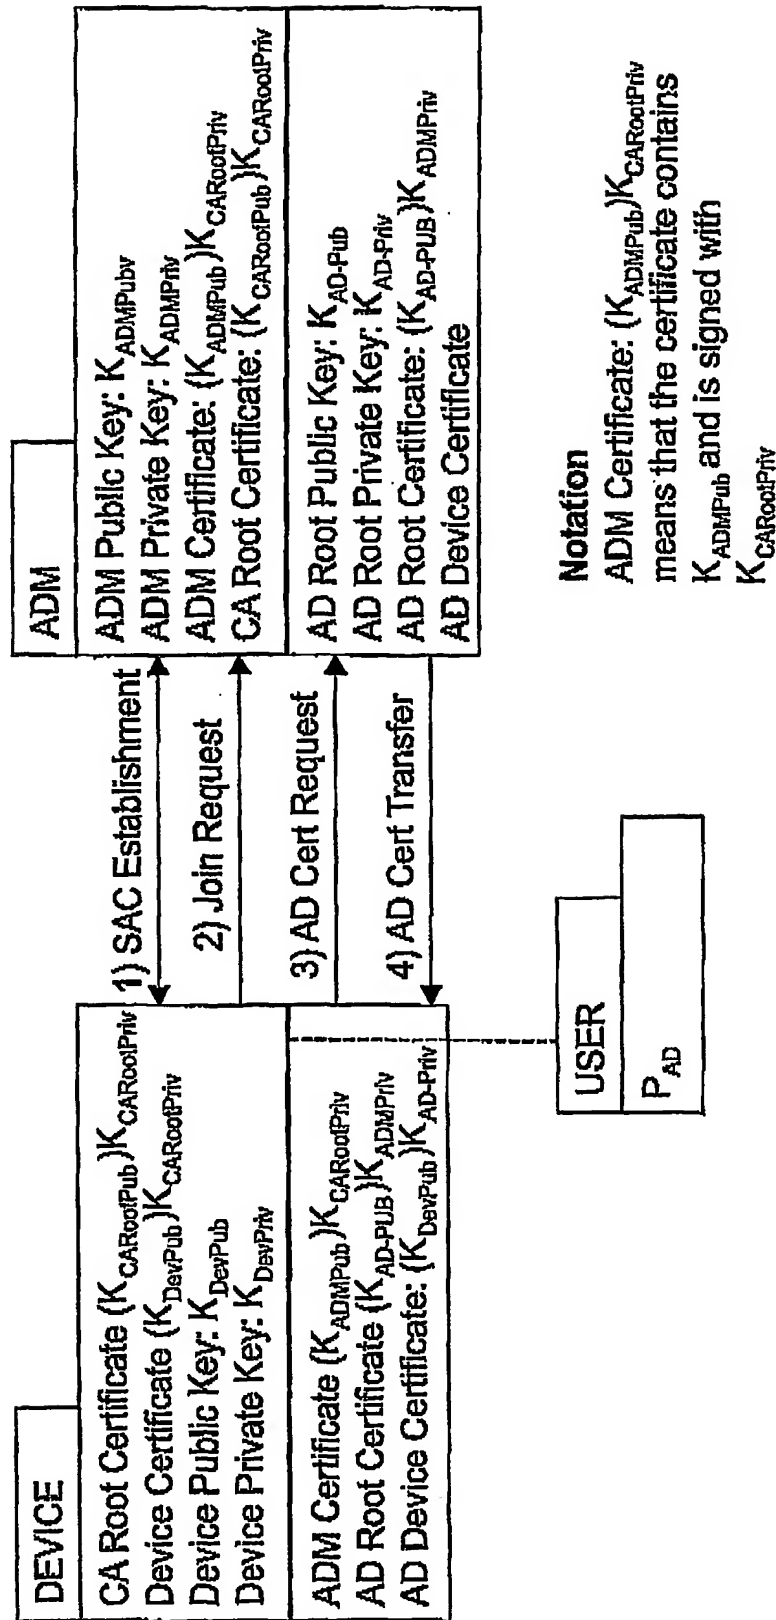 DEVICE
CA Root Certificate {K_CARootPub}K_CARootPriv
Device Certificate {K_DevPub}K_CARootPriv
Device Public Key: K_DevPub
Device Private Key: K_DevPriv
ADM Certificate {K_ADMPub}K_CARootPriv
AD Root Certificate {K_AD-PUB}K_ADMPriv
AD Device Certificate: {K_DevPub}K_AD-Priv
1) SAC Establishment
2) Join Request
3) AD Cert Request
4) AD Cert Transfer
ADM
ADM Public Key: K_ADMPubv
ADM Private Key: K_ADMPriv
ADM Certificate: {K_ADMPub}K_CARootPriv
CA Root Certificate: {K_CARootPub}K_CARootPriv
AD Root Public Key: K_AD-Pub
AD Root Private Key: K_AD-Priv
AD Root Certificate: {K_AD-PUB}K_ADMPriv
AD Device Certificate
USER
P_AD
Notation
ADM Certificate: {K_ADMPub}K_CARootPriv
means that the certificate contains
K_ADMPub and is signed with
K_CARootPriv